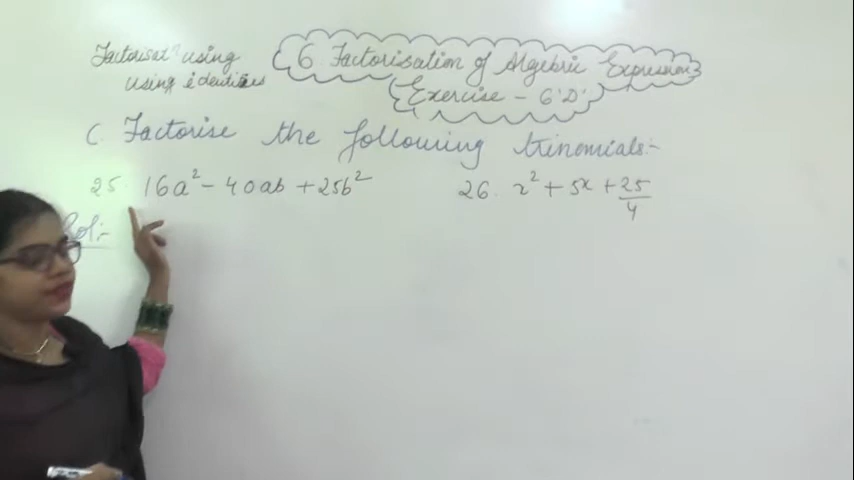 Factorisatn using
using identities
6. Factorisation of Algebraic Expressions
Exercise - 6'D'
C. Factorise the following trinomials:-
25. 16a² - 40ab + 25b²
26. x² + 5x + 25/4
Sol:-